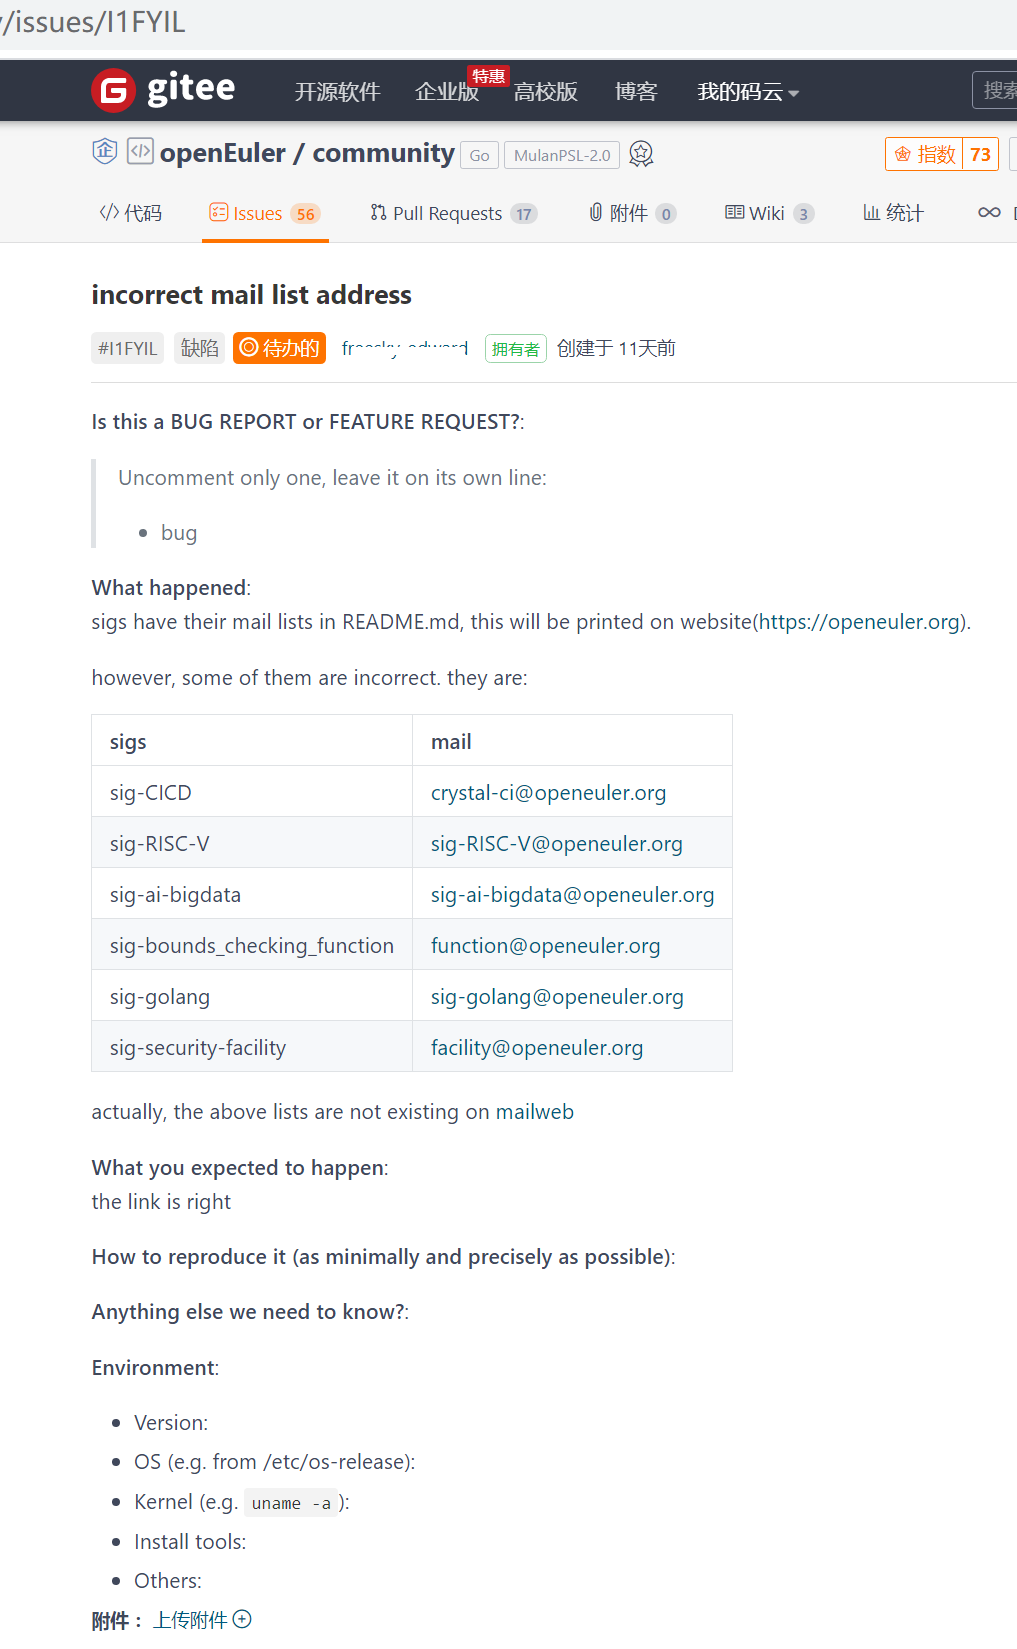 /issues/I1FYIL
gitee
开源软件 企业版 特惠 高校版 博客 我的码云 搜索
openEuler / community Go MulanPSL-2.0 指数 73
代码 Issues 56 Pull Requests 17 附件 0 Wiki 3 统计
incorrect mail list address
#I1FYIL 缺陷 待办的 freesky-edward 拥有者 创建于 11天前
Is this a BUG REPORT or FEATURE REQUEST?:
Uncomment only one, leave it on its own line:
• bug
What happened:
sigs have their mail lists in README.md, this will be printed on website(https://openeuler.org).
however, some of them are incorrect. they are:
sigs mail
sig-CICD crystal-ci@openeuler.org
sig-RISC-V sig-RISC-V@openeuler.org
sig-ai-bigdata sig-ai-bigdata@openeuler.org
sig-bounds_checking_function function@openeuler.org
sig-golang sig-golang@openeuler.org
sig-security-facility facility@openeuler.org
actually, the above lists are not existing on mailweb
What you expected to happen:
the link is right
How to reproduce it (as minimally and precisely as possible):
Anything else we need to know?:
Environment:
• Version:
• OS (e.g. from /etc/os-release):
• Kernel (e.g. uname -a):
• Install tools:
• Others:
附件： 上传附件